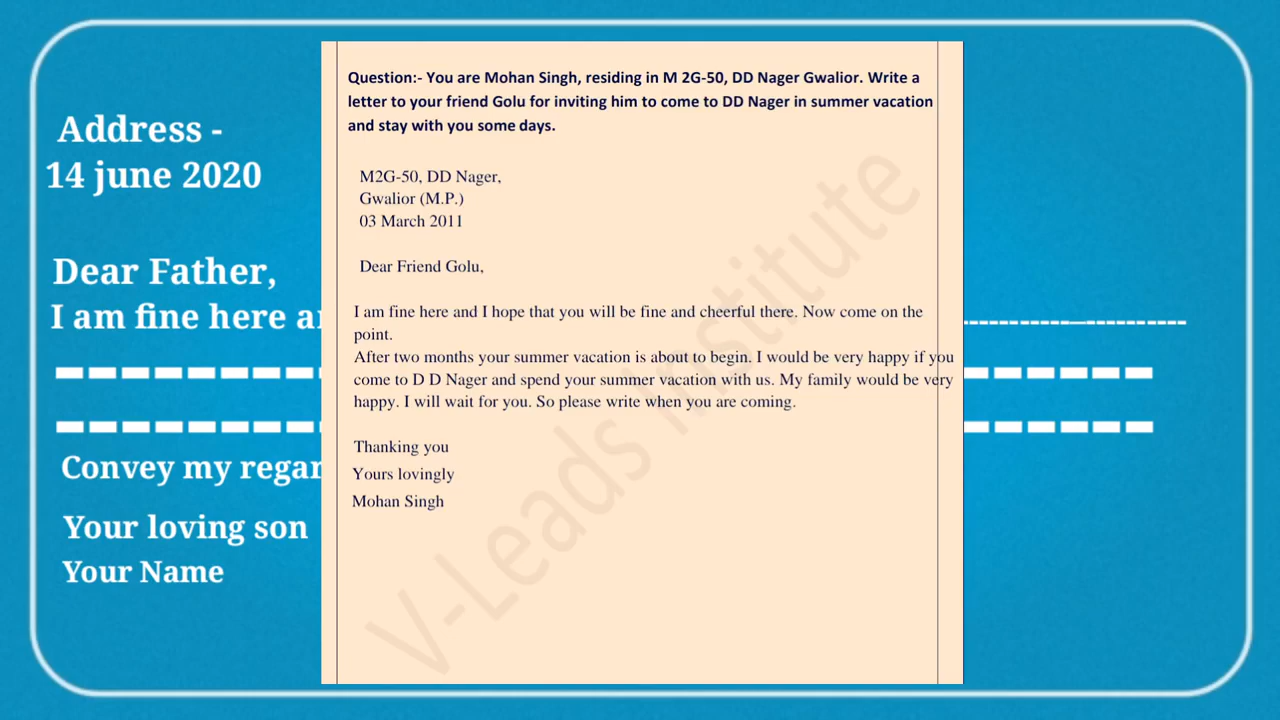 Address -
14 june 2020
Dear Father,
I am fine here
Convey my
Your loving son
Your Name
Question:- You are Mohan Singh, residing in M 2G-50, DD Nager Gwalior. Write a
letter to your friend Golu for inviting him to come to DD Nager in summer vacation
and stay with you some days.
M2G-50, DD Nager,
Gwalior (M.P.)
03 March 2011
Dear Friend Golu,
I am fine here and I hope that you will be fine and cheerful there. Now come on the
point.
After two months your summer vacation is about to begin. I would be very happy if you
come to D D Nager and spend your summer vacation with us. My family would be very
happy. I will wait for you. So please write when you are coming.
Thanking you
Yours lovingly
Mohan Singh
V-Leads Institute